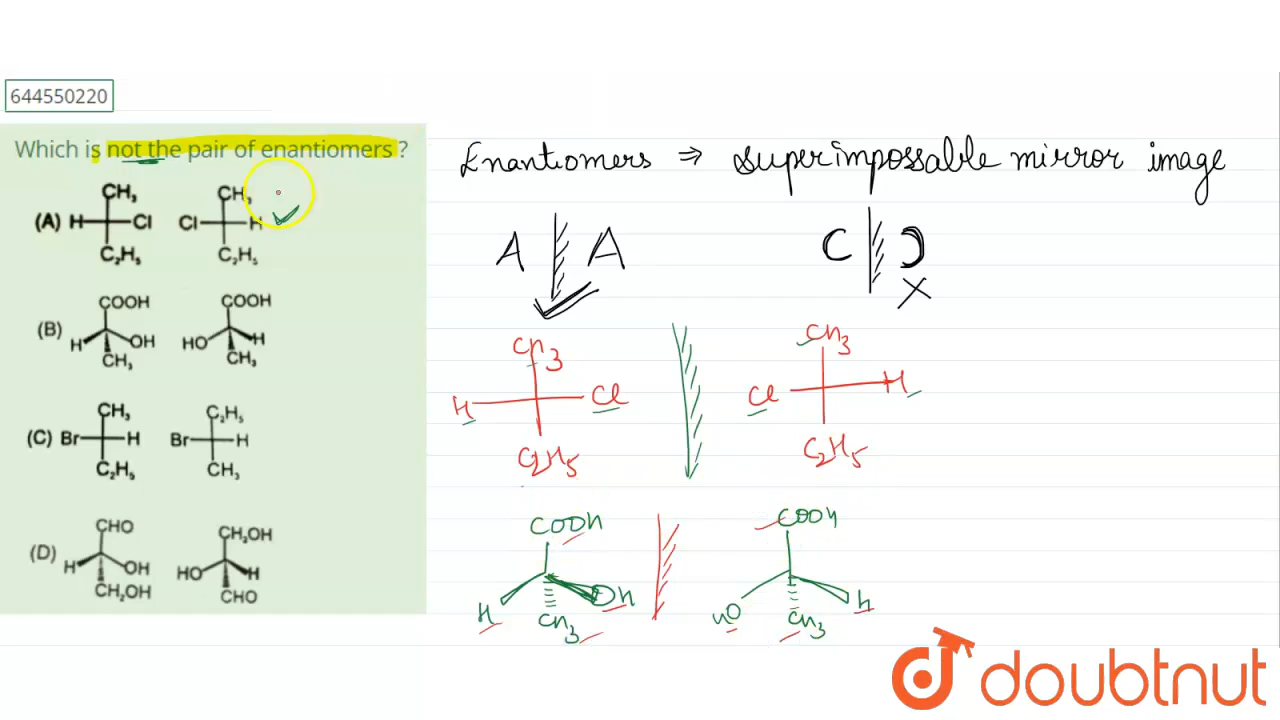 644550220
Which is not the pair of enantiomers ?
CH₃ CH₃
(A) H Cl Cl H
C₂H₅ C₂H₅
COOH COOH
(B) H OH HO H
CH₃ CH₃
CH₃ C₂H₅
(C) Br H Br H
C₂H₅ CH₃
CHO CH₂OH
(D) H OH HO H
CH₂OH CHO
Enantiomers ⇒ superimpossable mirror image
A A C Ɔ
X
CH3 CH3
H Cl Cl H
C2H5 C2H5
COOH COOH
H OH HO H
CH3 CH3
doubtnut